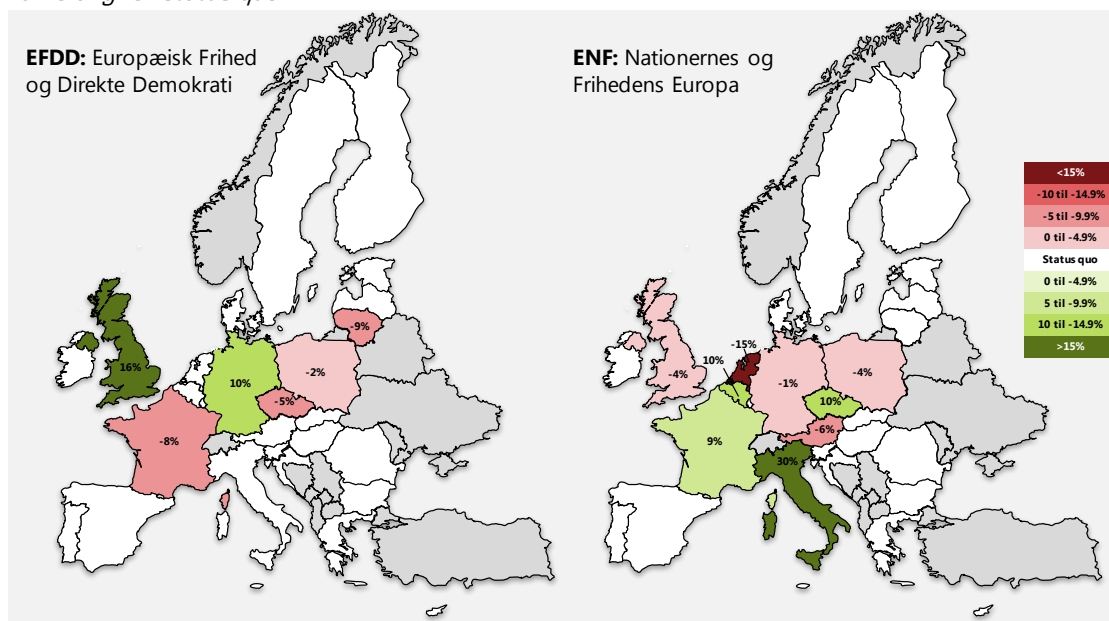 EFDD: Europæisk Frihed
og Direkte Demokrati
16%
-8%
10%
-5%
-2%
-9%
ENF: Nationernes og
Frihedens Europa
-4%
-15%
10%
-1%
-4%
10%
-6%
9%
30%
<15%
-10 til -14.9%
-5 til -9.9%
0 til -4.9%
Status quo
0 til -4.9%
5 til -9.9%
10 til -14.9%
>15%